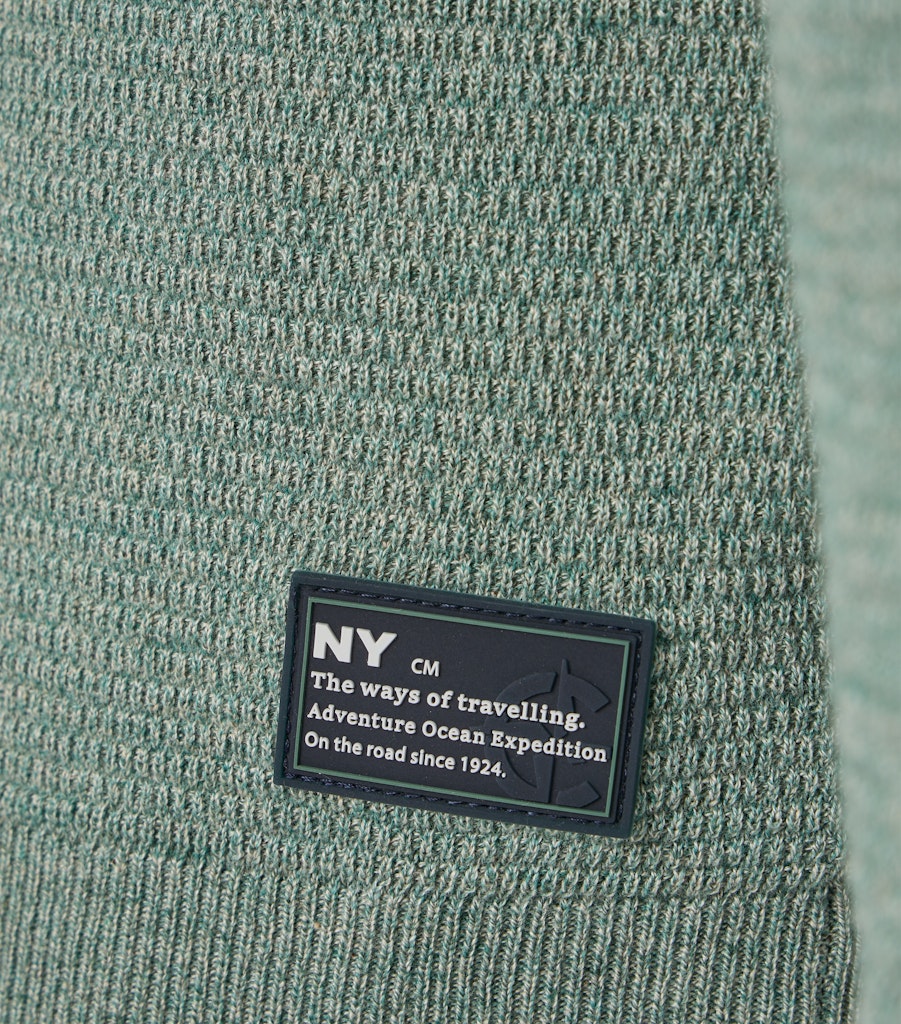 NY CM
The ways of travelling.
Adventure Ocean Expedition
On the road since 1924.